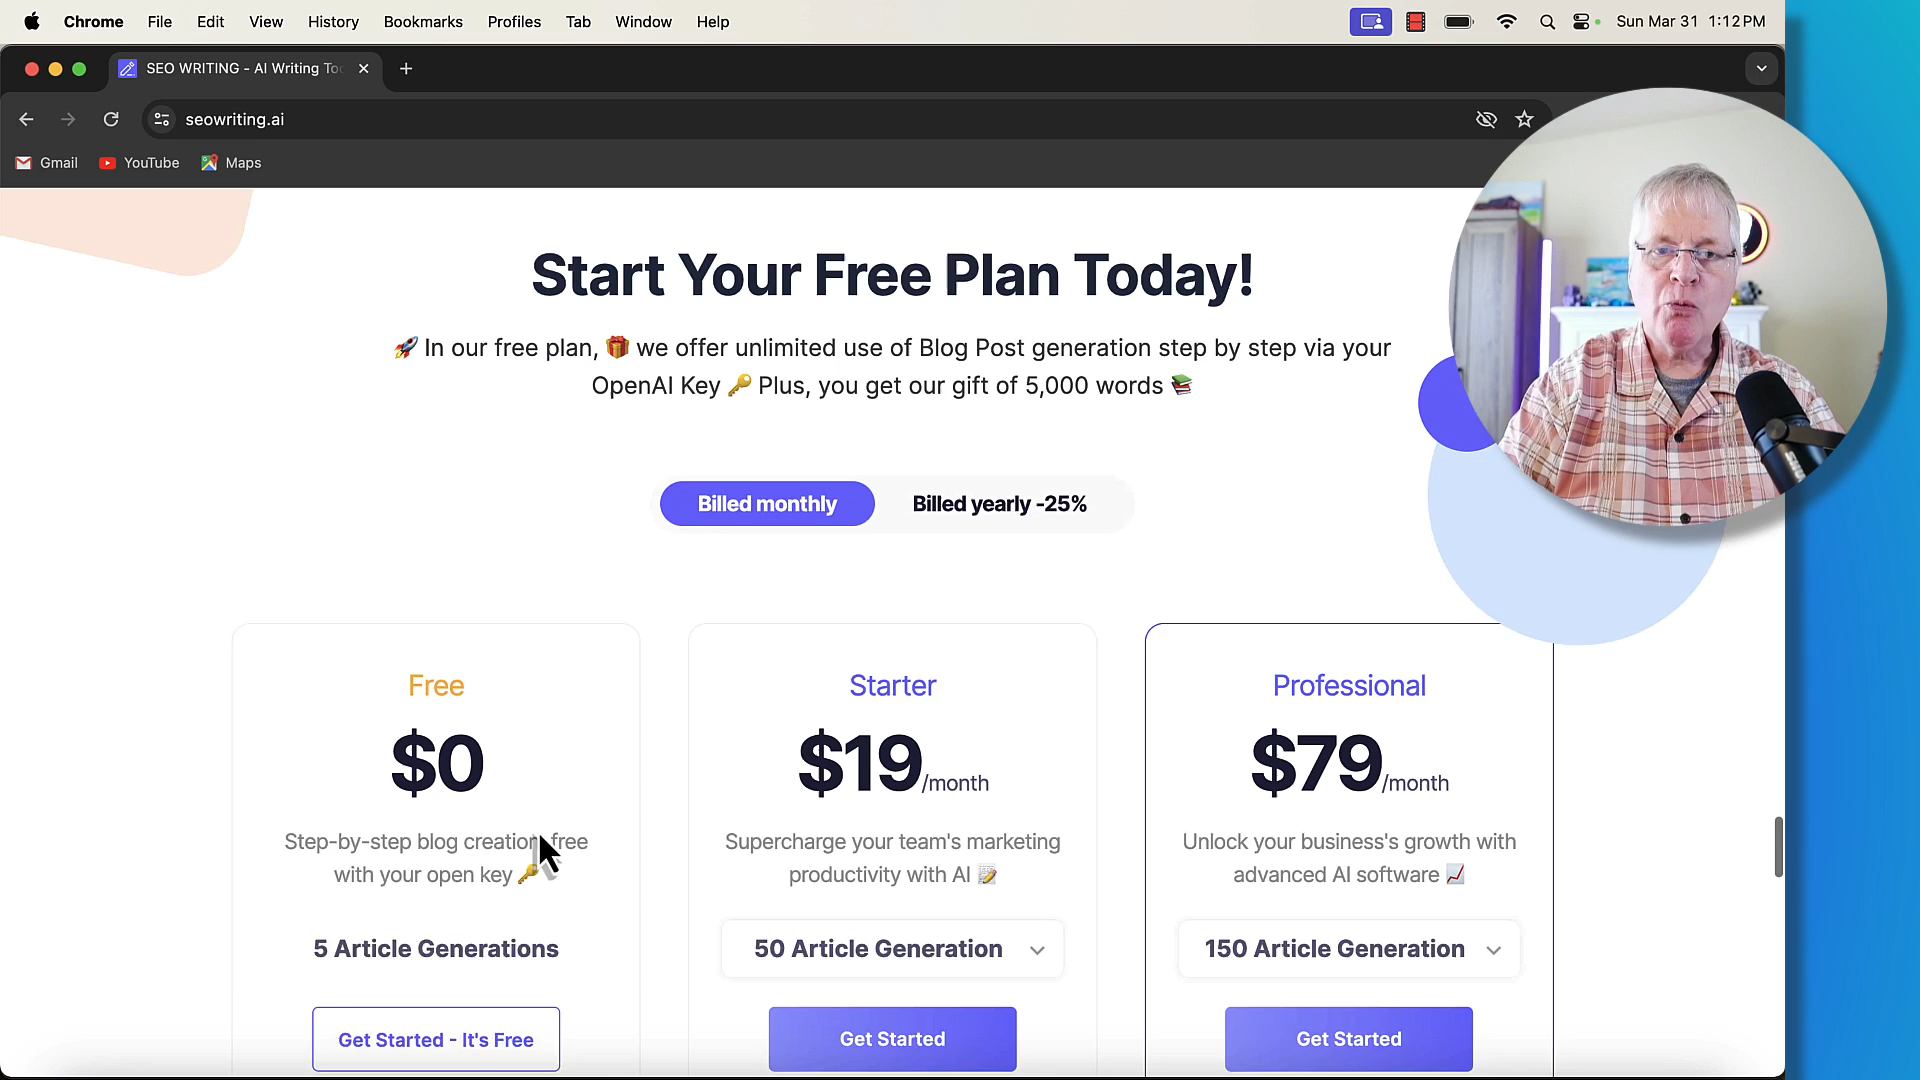 Chrome File Edit View History Bookmarks Profiles Tab Window Help Sun Mar 31 1:12 PM
SEO WRITING - AI Writing To
seowriting.ai
Gmail YouTube Maps
Start Your Free Plan Today!
🚀 In our free plan, 🎁 we offer unlimited use of Blog Post generation step by step via your
OpenAI Key 🔑 Plus, you get our gift of 5,000 words 📚
Billed monthly Billed yearly -25%
Free
$0
Step-by-step blog creation free
with your open key 🔑
5 Article Generations
Get Started - It's Free
Starter
$19/month
Supercharge your team's marketing
productivity with AI 📝
50 Article Generation
Get Started
Professional
$79/month
Unlock your business's growth with
advanced AI software 📈
150 Article Generation
Get Started